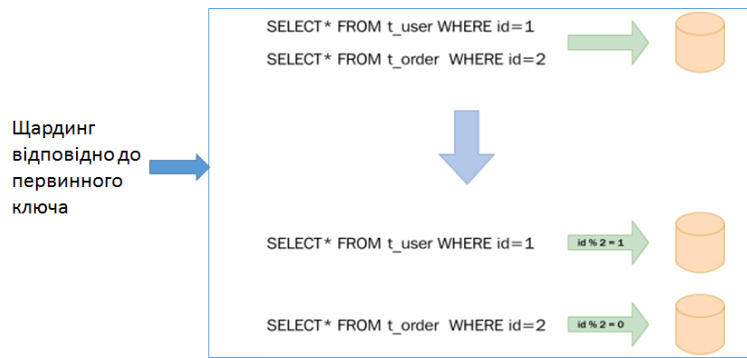 SELECT* FROM t_user WHERE id=1
SELECT* FROM t_order WHERE id=2
Щардинг
відповідно до
первинного
ключа
SELECT* FROM t_user WHERE id=1
id % 2 = 1
SELECT* FROM t_order WHERE id=2
id % 2 = 0